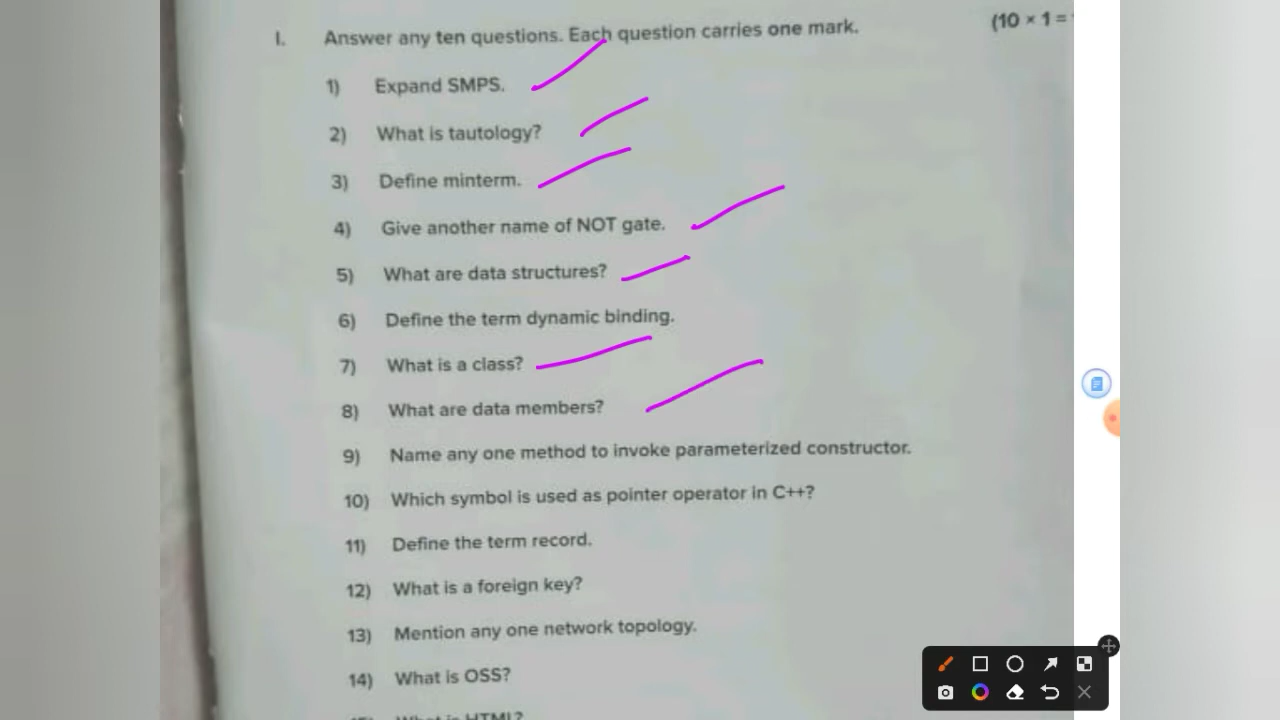 I. Answer any ten questions. Each question carries one mark. (10 × 1 =
1) Expand SMPS.
2) What is tautology?
3) Define minterm.
4) Give another name of NOT gate.
5) What are data structures?
6) Define the term dynamic binding.
7) What is a class?
8) What are data members?
9) Name any one method to invoke parameterized constructor.
10) Which symbol is used as pointer operator in C++?
11) Define the term record.
12) What is a foreign key?
13) Mention any one network topology.
14) What is OSS?
15) What is HTML?